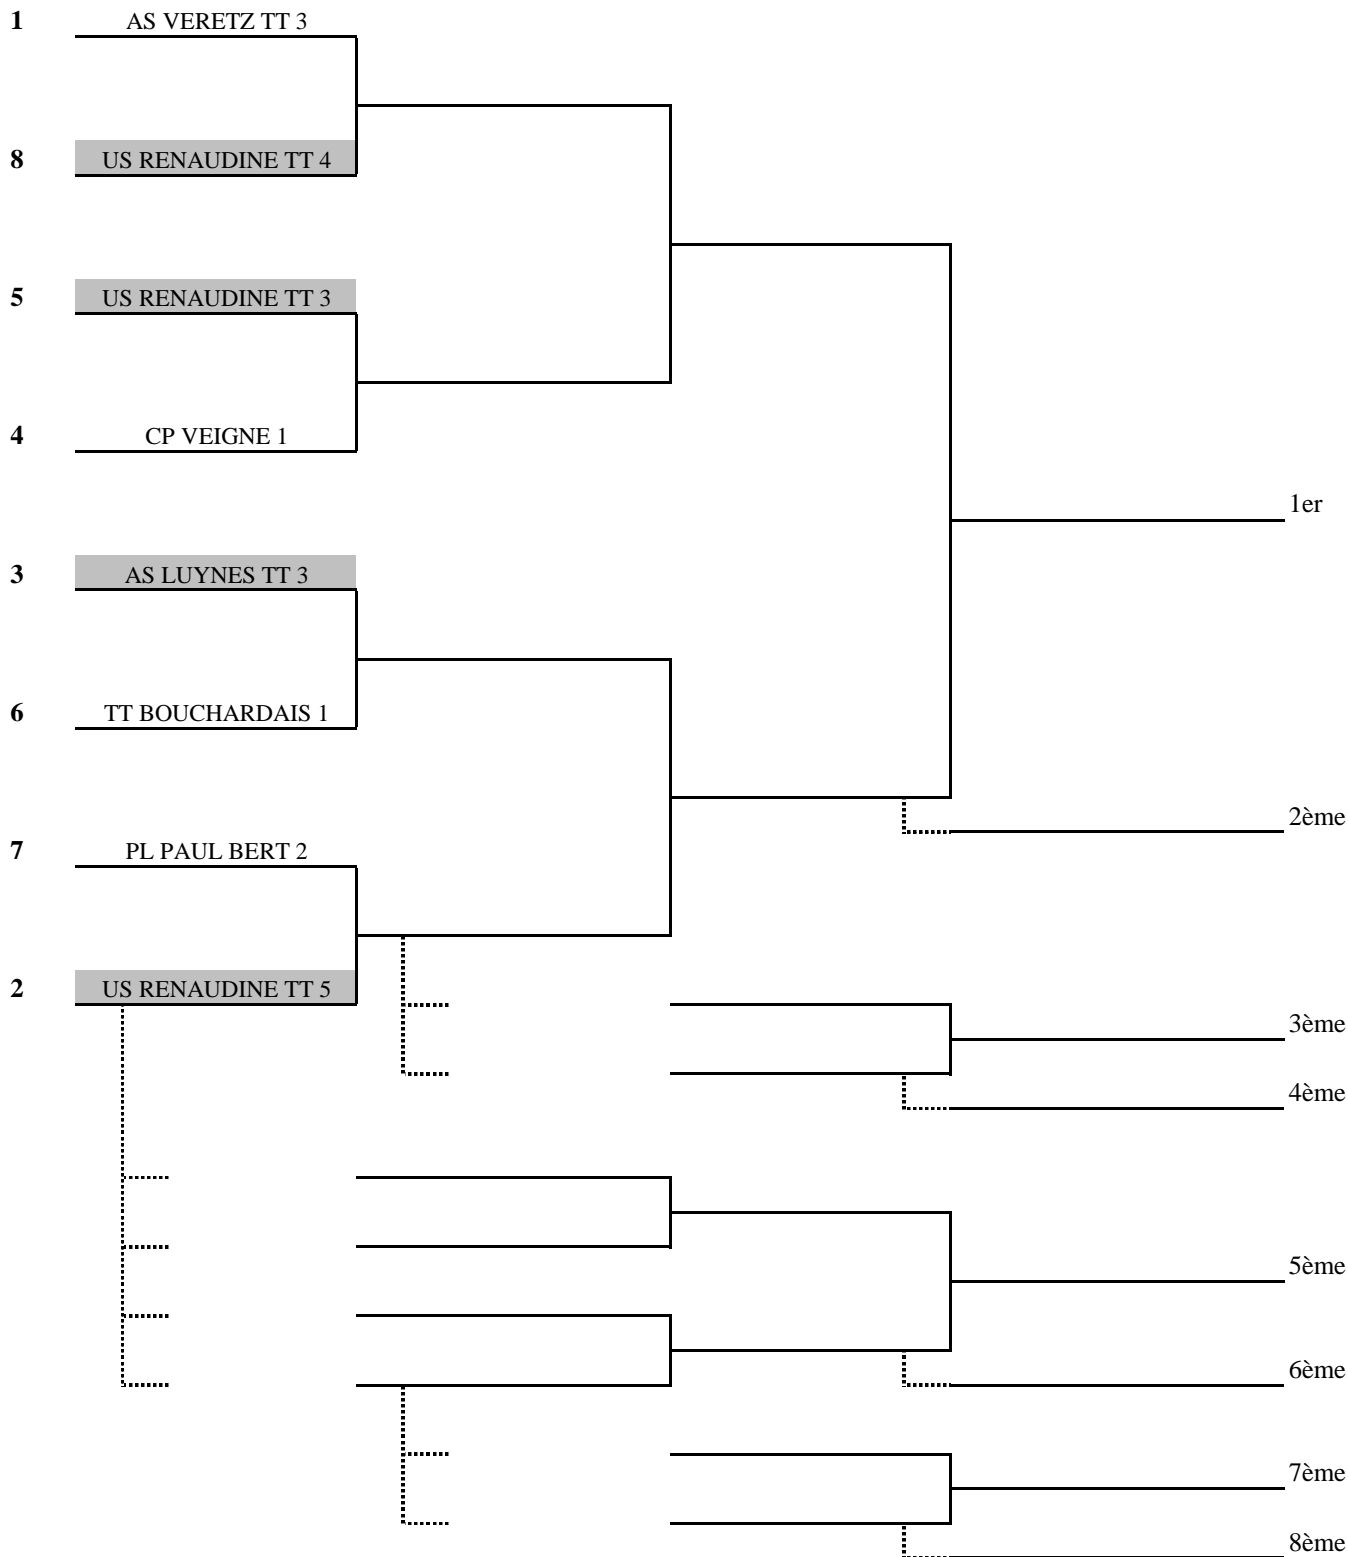 1 AS VERETZ TT 3
8 US RENAUDINE TT 4
5 US RENAUDINE TT 3
4 CP VEIGNE 1
1er
3 AS LUYNES TT 3
6 TT BOUCHARDAIS 1
2ème
7 PL PAUL BERT 2
2 US RENAUDINE TT 5
3ème
4ème
5ème
6ème
7ème
8ème